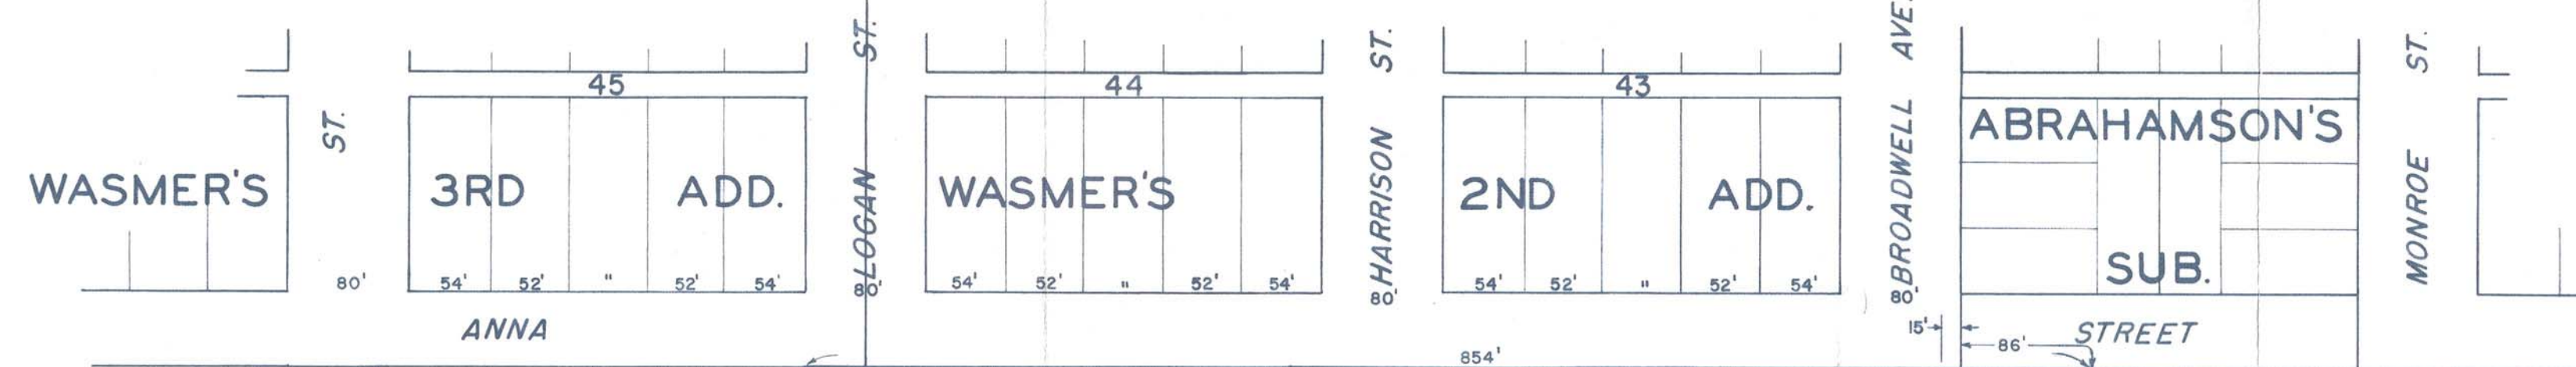 ST.
ST.
AVE.
ST.
45
44
43
ST.
ABRAHAMSON'S
WASMER'S
3RD
ADD.
LOGAN
WASMER'S
HARRISON
2ND
ADD.
BROADWELL
MONROE
SUB.
80'
54'
52'
"
52'
54'
80'
54'
52'
"
52'
54'
80'
54'
52'
"
52'
54'
80'
ANNA
15'
STREET
86'
854'